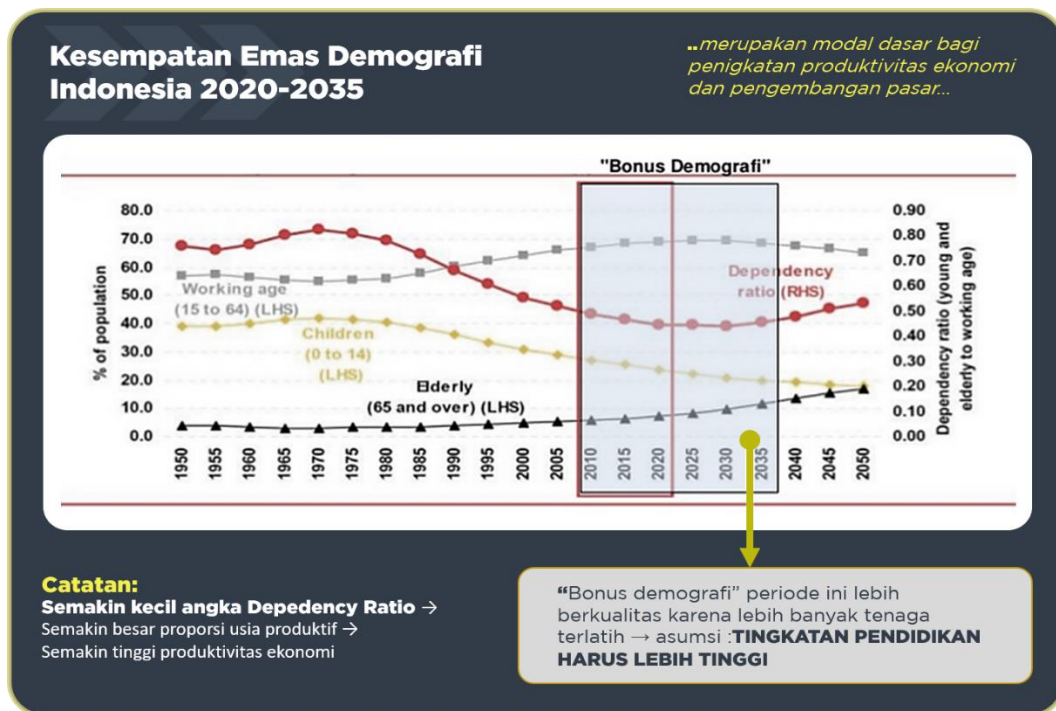 Kesempatan Emas Demografi
Indonesia 2020-2035
..merupakan modal dasar bagi
penigkatan produktivitas ekonomi
dan pengembangan pasar...
"Bonus Demografi"
80.0
70.0
60.0
50.0
40.0
30.0
20.0
10.0
0.0
% of population
0.90
0.80
0.70
0.60
0.50
0.40
0.30
0.20
0.10
0.00
Dependency ratio (young and
elderly to working age)
Working age
(15 to 64) (LHS)
Children
(0 to 14)
(LHS)
Elderly
(65 and over) (LHS)
Dependency
ratio (RHS)
1950
1955
1960
1965
1970
1975
1980
1985
1990
1995
2000
2005
2010
2015
2020
2025
2030
2035
2040
2045
2050
Catatan:
Semakin kecil angka Depedency Ratio →
Semakin besar proporsi usia produktif →
Semakin tinggi produktivitas ekonomi
“Bonus demografi” periode ini lebih
berkualitas karena lebih banyak tenaga
terlatih → asumsi :TINGKATAN PENDIDIKAN
HARUS LEBIH TINGGI